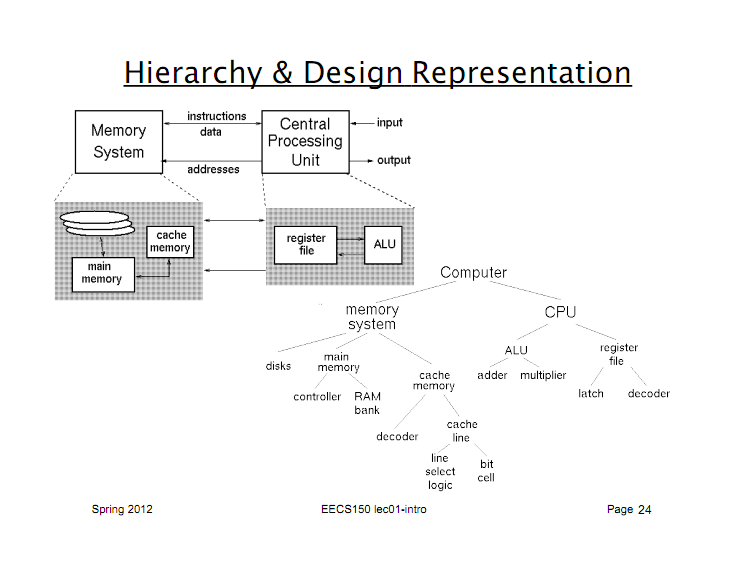 Hierarchy & Design Representation
Memory
System
instructions
data
addresses
Central
Processing
Unit
input
output
cache
memory
main
memory
register
file
ALU
Computer
memory
system
CPU
disks
main
memory
cache
memory
ALU
register
file
controller
RAM
bank
adder
multiplier
latch
decoder
decoder
cache
line
line
select
logic
bit
cell
Spring 2012
EECS150 lec01-intro
Page 24